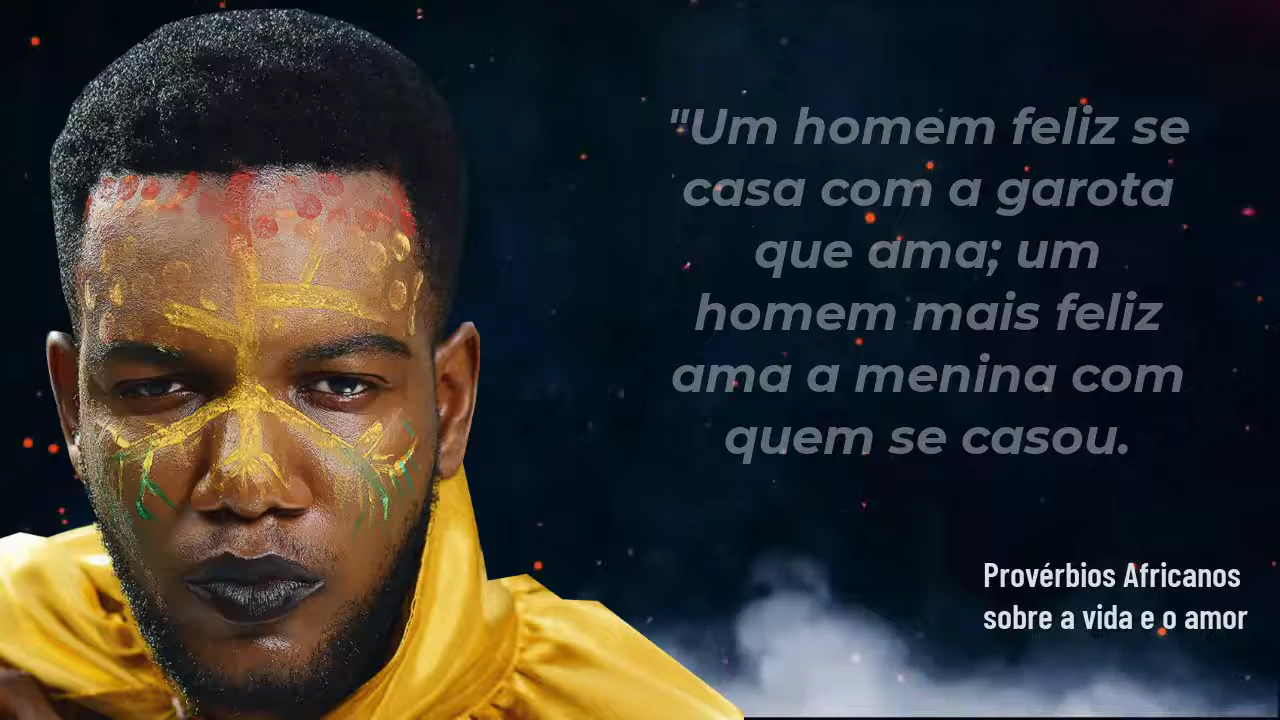 "Um homem feliz se
casa com a garota
que ama; um
homem mais feliz
ama a menina com
quem se casou.
Provérbios Africanos
sobre a vida e o amor